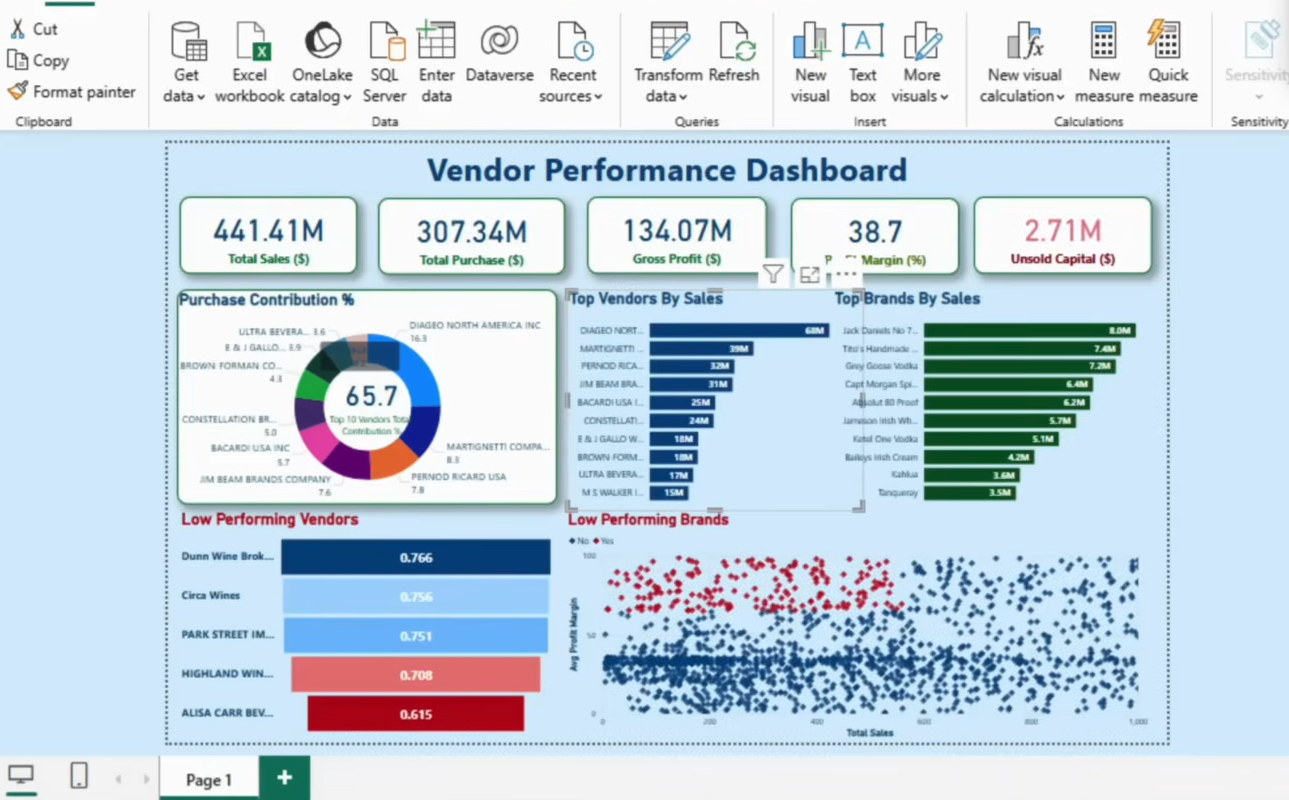 Cut
Copy
Format painter
Clipboard
Get data
Excel workbook
OneLake catalog
SQL Server
Enter data
Dataverse
Recent sources
Data
Transform data
Refresh
Queries
New visual
Text box
More visuals
Insert
New visual calculation
New measure
Quick measure
Calculations
Sensitivity
Sensitivity
Vendor Performance Dashboard
441.41M
Total Sales ($)
307.34M
Total Purchase ($)
134.07M
Gross Profit ($)
38.7
Margin (%)
2.71M
Unsold Capital ($)
Purchase Contribution %
DIAGEO NORTH AMERICA INC
16.3
ULTRA BEVERA... 3.6
E & J GALLO... 3.9
BROWN FORMAN CO...
4.3
CONSTELLATION BR...
5.0
BACARDI USA INC
5.7
JIM BEAM BRANDS COMPANY
7.6
PERNOD RICARD USA
7.8
MARTIGNETTI COMPA...
8.3
65.7
Top 10 Vendors Total
Contribution %
Top Vendors By Sales
DIAGEO NORT... 68M
MARTIGNETTI ... 39M
PERNOD RICA... 32M
JIM BEAM BRA... 31M
BACARDI USA I... 25M
CONSTELLATI... 24M
E & J GALLO W... 18M
BROWN FORM... 18M
ULTRA BEVERA... 17M
M S WALKER I... 15M
Top Brands By Sales
Jack Daniels No 7... 8.0M
Tito's Handmade ... 7.4M
Grey Goose Vodka 7.2M
Capt Morgan Spi... 6.4M
Absolut 80 Proof 6.2M
Jameson Irish Wh... 5.7M
Ketel One Vodka 5.1M
Baileys Irish Cream 4.2M
Kahlua 3.6M
Tanqueray 3.5M
Low Performing Vendors
Dunn Wine Brok... 0.766
Circa Wines 0.756
PARK STREET IM... 0.751
HIGHLAND WIN... 0.708
ALISA CARR BEV... 0.615
Low Performing Brands
No Yes
100
50
0
Avg Profit Margin
0 200 400 600 800 1,000
Total Sales
Page 1